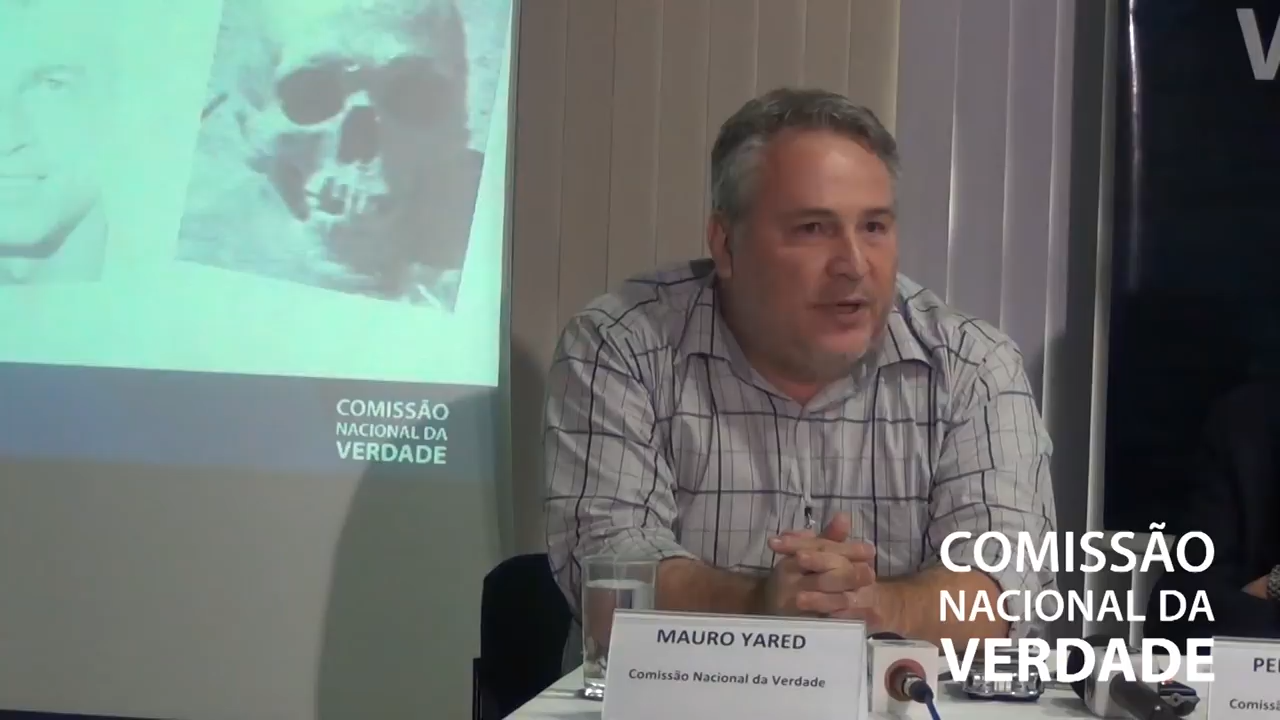 V
COMISSÃO
NACIONAL DA
VERDADE
COMISSÃO
NACIONAL DA
VERDADE
MAURO YARED
Comissão Nacional da Verdade